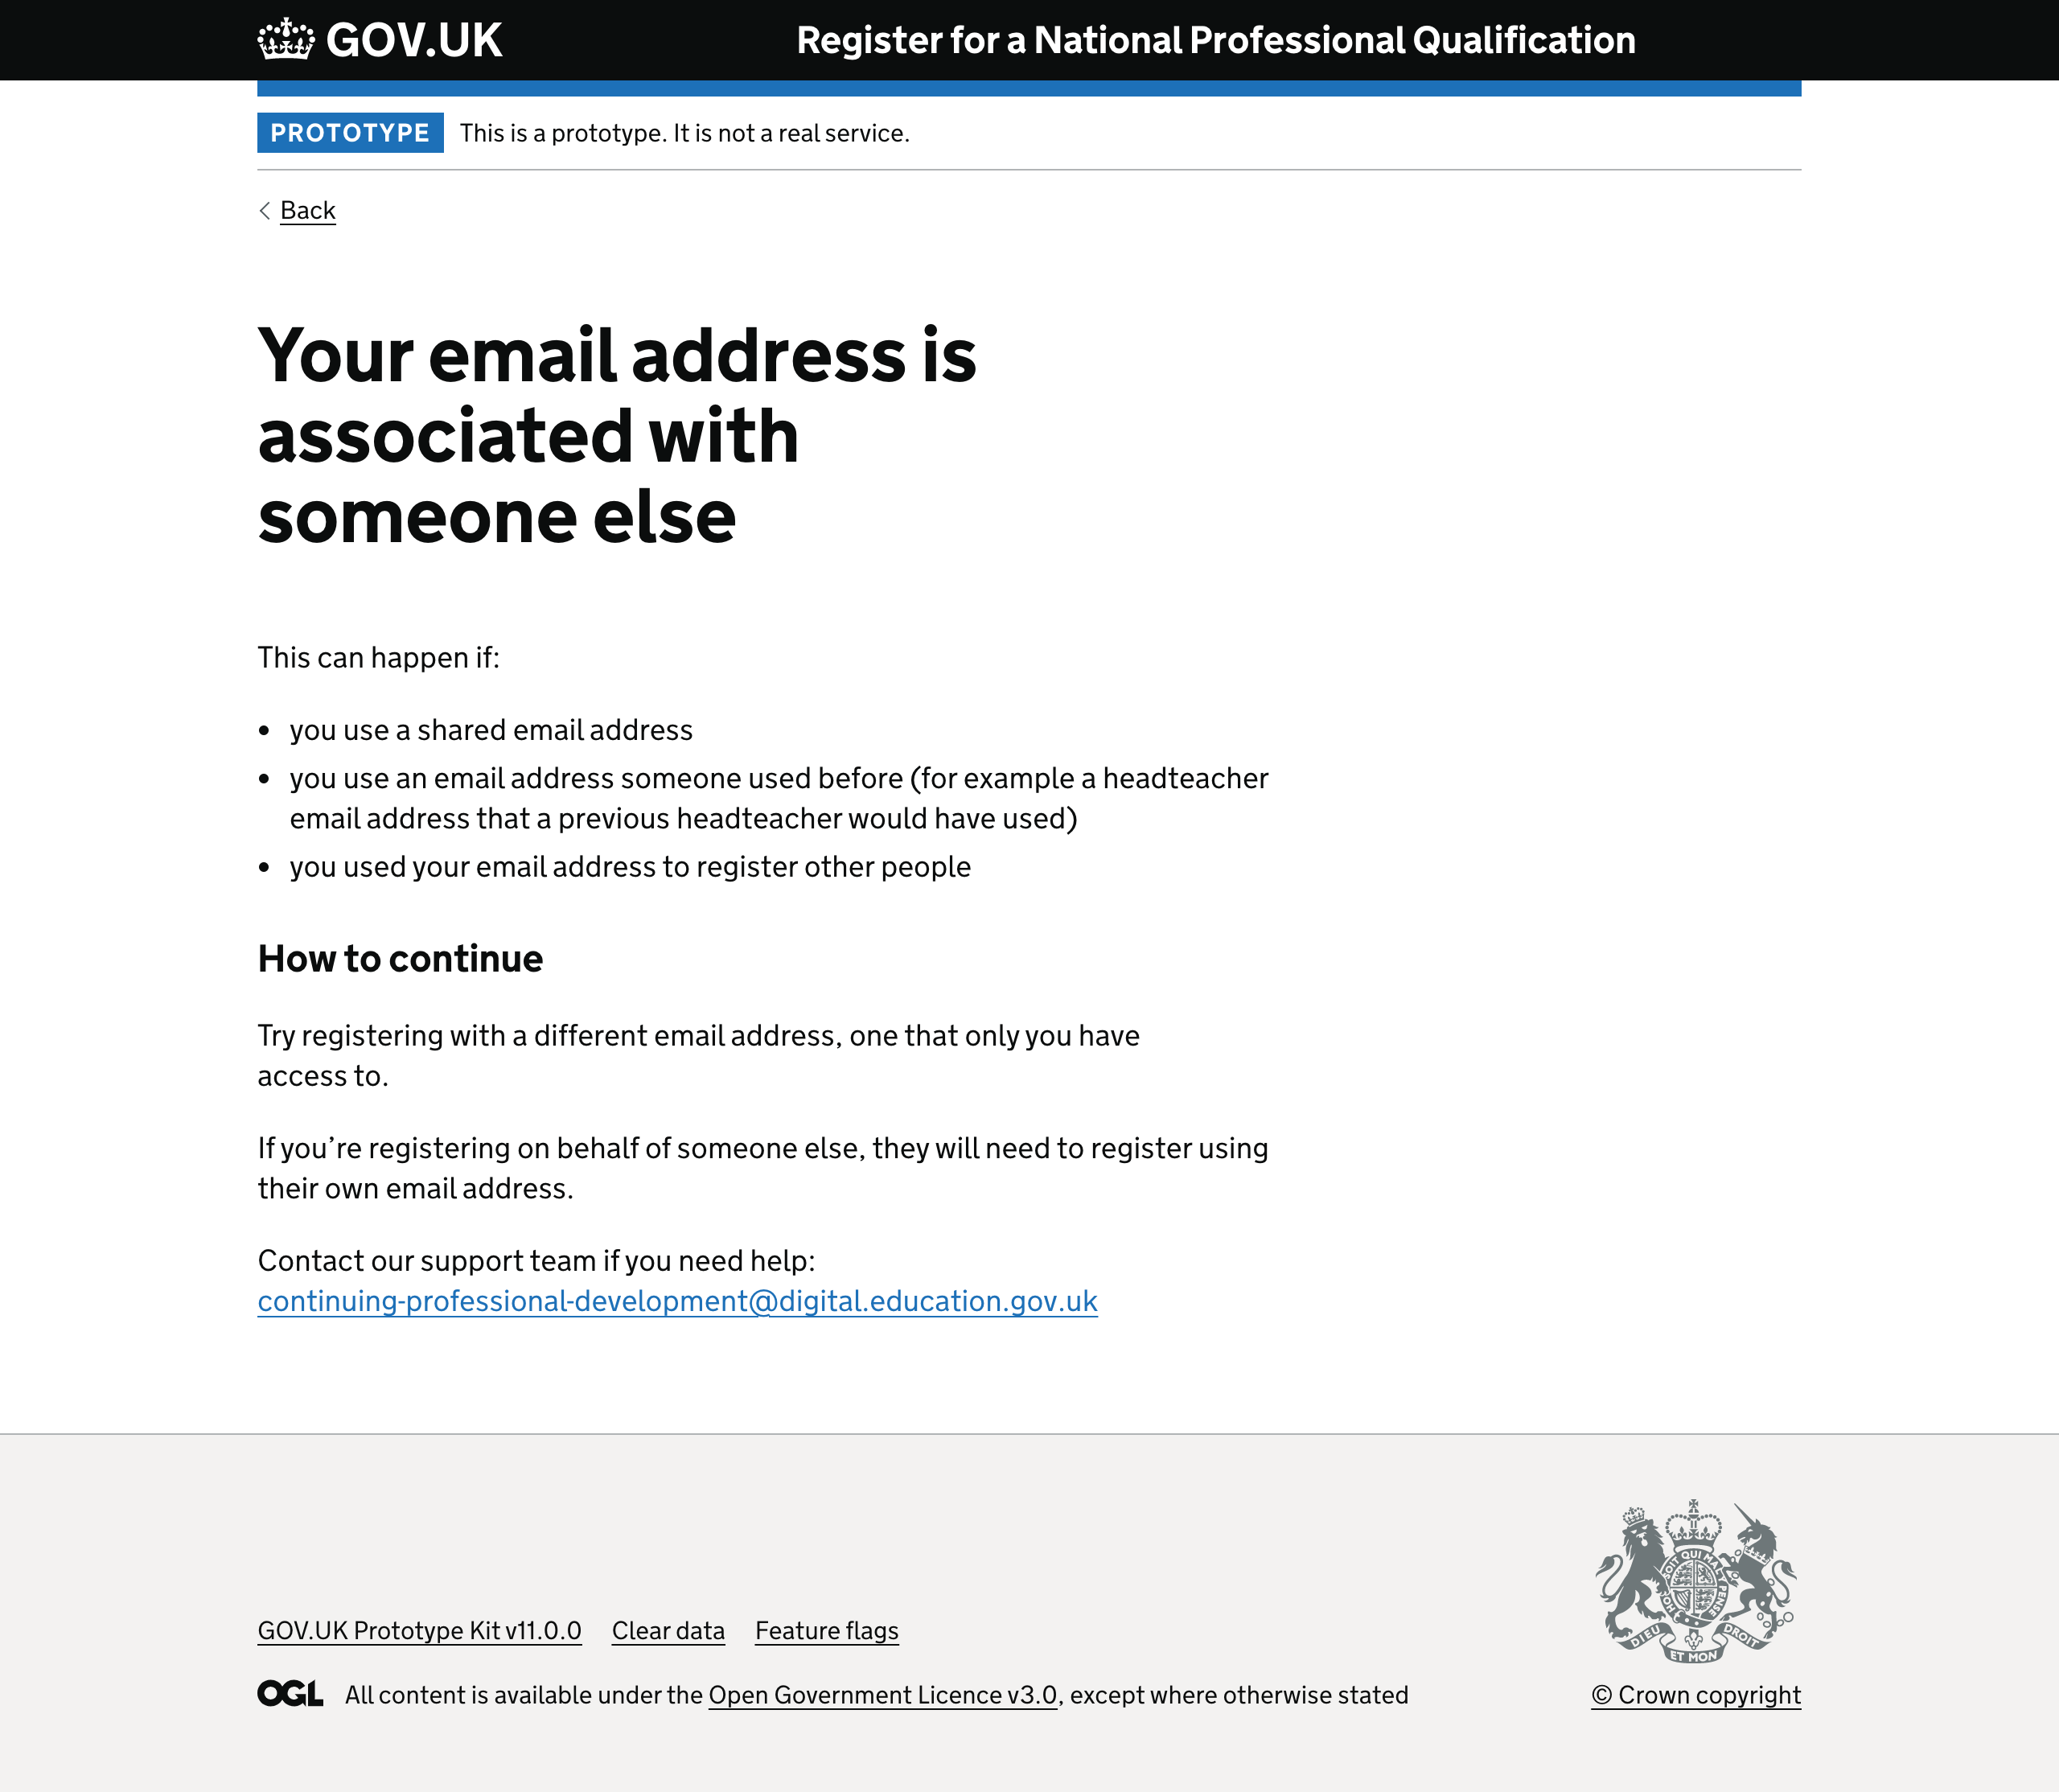 GOV.UK
Register for a National Professional Qualification
PROTOTYPE
This is a prototype. It is not a real service.
Back
Your email address is
associated with
someone else
This can happen if:
• you use a shared email address
• you use an email address someone used before (for example a headteacher
email address that a previous headteacher would have used)
• you used your email address to register other people
How to continue
Try registering with a different email address, one that only you have
access to.
If you’re registering on behalf of someone else, they will need to register using
their own email address.
Contact our support team if you need help:
continuing-professional-development@digital.education.gov.uk
GOV.UK Prototype Kit v11.0.0 Clear data Feature flags
OGL All content is available under the Open Government Licence v3.0, except where otherwise stated
DIEU ET MON DROIT
© Crown copyright